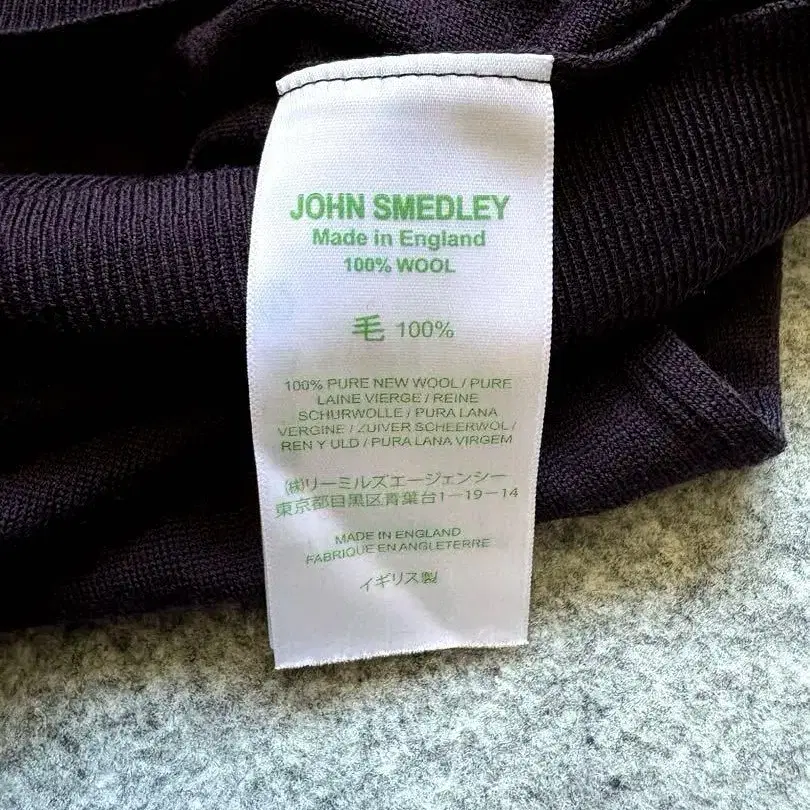 JOHN SMEDLEY
Made in England
100% WOOL
毛 100%
100% PURE NEW WOOL / PURE
LAINE VIERGE / REINE
SCHURWOLLE / PURA LANA
VERGINE / ZUIVER SCHEERWOL /
REN Y ULD / PURA LANA VIRGEM
㈱リーミルズエージェンシー
東京都目黒区青葉台1-19-14
MADE IN ENGLAND
FABRIQUE EN ANGLETERRE
イギリス製